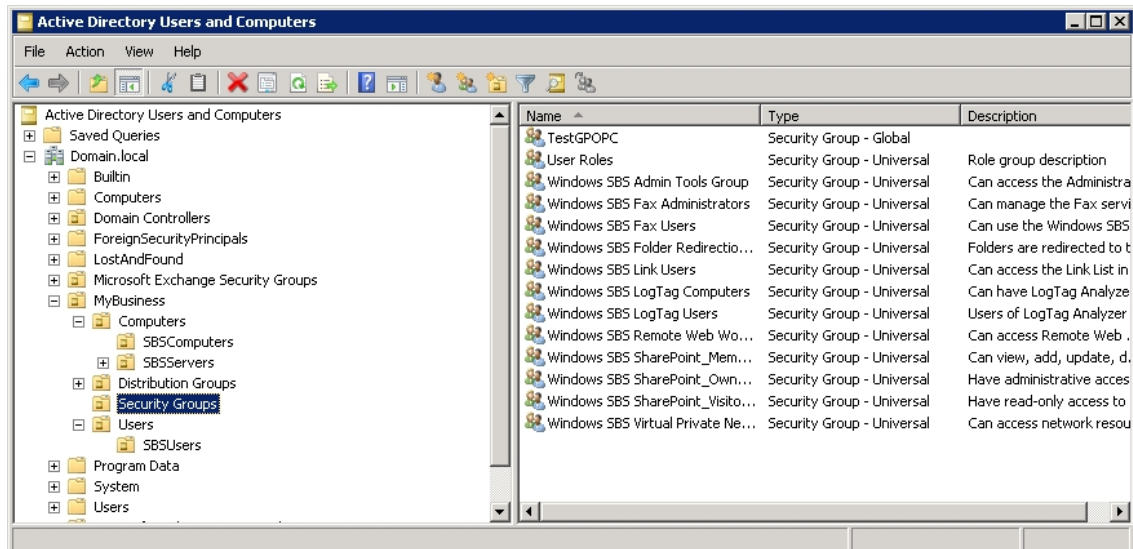 Active Directory Users and Computers
File Action View Help
Active Directory Users and Computers
Saved Queries
Domain.local
Builtin
Computers
Domain Controllers
ForeignSecurityPrincipals
LostAndFound
Microsoft Exchange Security Groups
MyBusiness
Computers
SBSComputers
SBSServers
Distribution Groups
Security Groups
Users
SBSUsers
Program Data
System
Users
Name Type Description
TestGPOPC Security Group - Global
User Roles Security Group - Universal Role group description
Windows SBS Admin Tools Group Security Group - Universal Can access the Administra
Windows SBS Fax Administrators Security Group - Universal Can manage the Fax servi
Windows SBS Fax Users Security Group - Universal Can use the Windows SBS
Windows SBS Folder Redirectio... Security Group - Universal Folders are redirected to t
Windows SBS Link Users Security Group - Universal Can access the Link List in
Windows SBS LogTag Computers Security Group - Universal Can have LogTag Analyze
Windows SBS LogTag Users Security Group - Universal Users of LogTag Analyzer
Windows SBS Remote Web Wo... Security Group - Universal Can access Remote Web .
Windows SBS SharePoint_Mem... Security Group - Universal Can view, add, update, d.
Windows SBS SharePoint_Own... Security Group - Universal Have administrative acces
Windows SBS SharePoint_Visito... Security Group - Universal Have read-only access to
Windows SBS Virtual Private Ne... Security Group - Universal Can access network resou